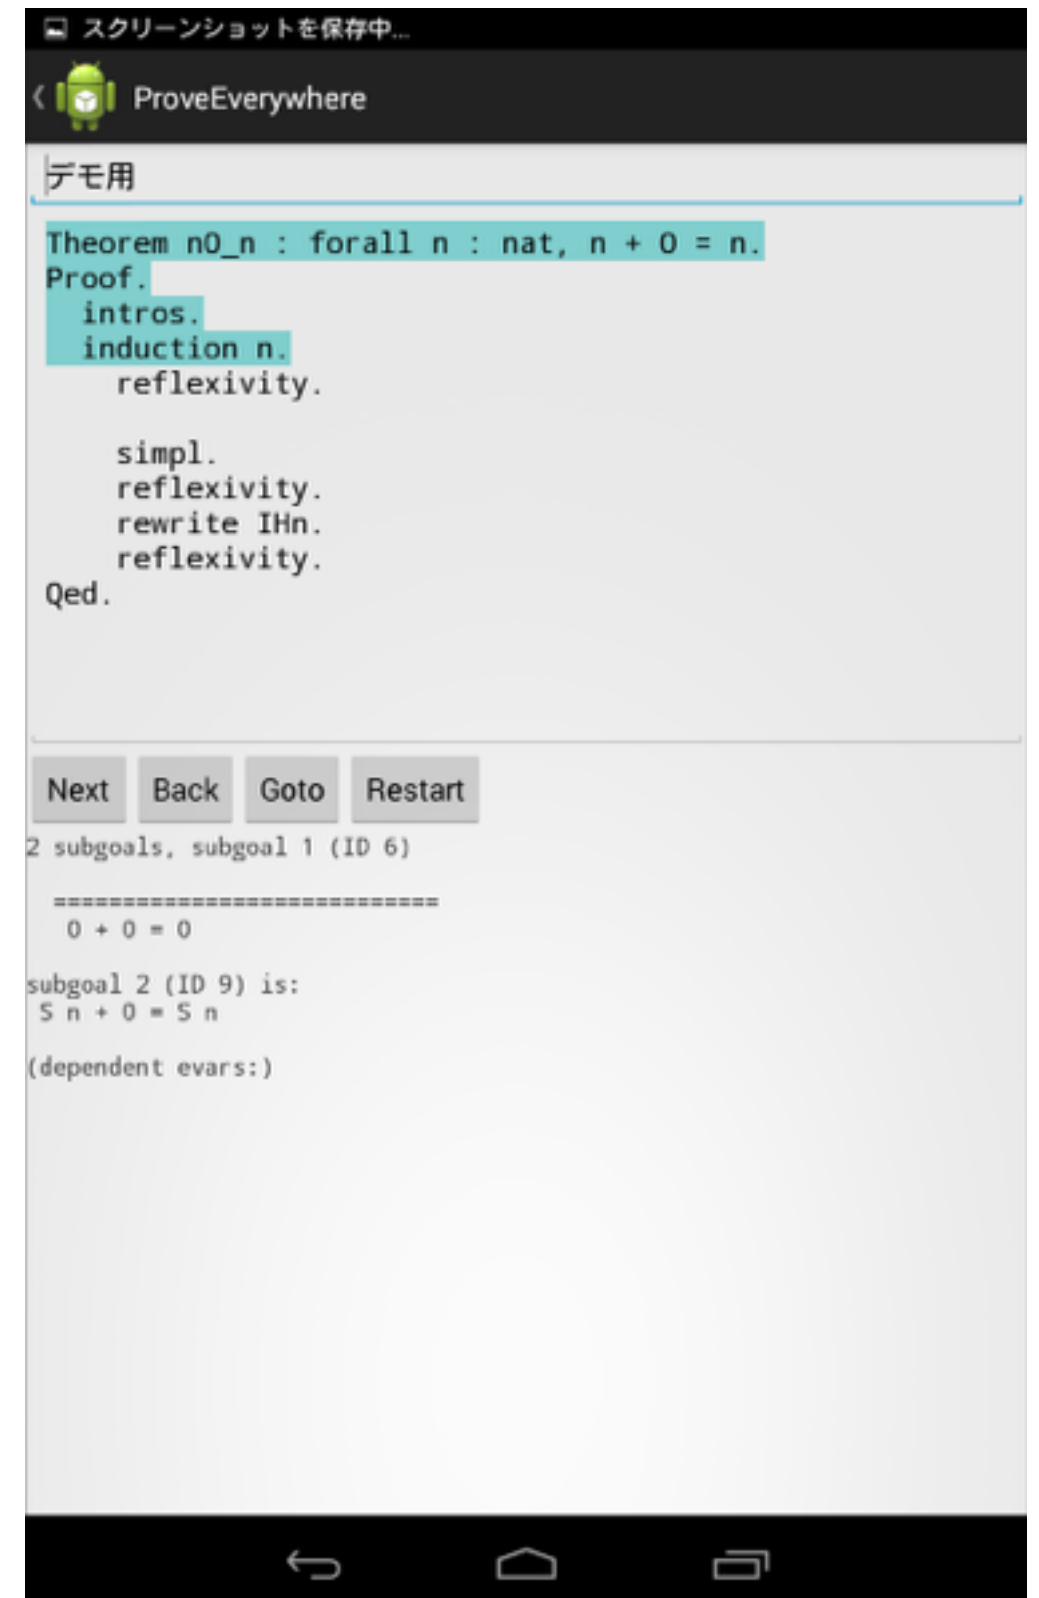 スクリーンショットを保存中...
ProveEverywhere
デモ用
Theorem nO_n : forall n : nat, n + O = n.
Proof.
  intros.
  induction n.
    reflexivity.
    simpl.
    reflexivity.
    rewrite IHn.
    reflexivity.
Qed.
Next Back Goto Restart
2 subgoals, subgoal 1 (ID 6)
============================
0 + 0 = 0
subgoal 2 (ID 9) is:
S n + 0 = S n
(dependent evars:)